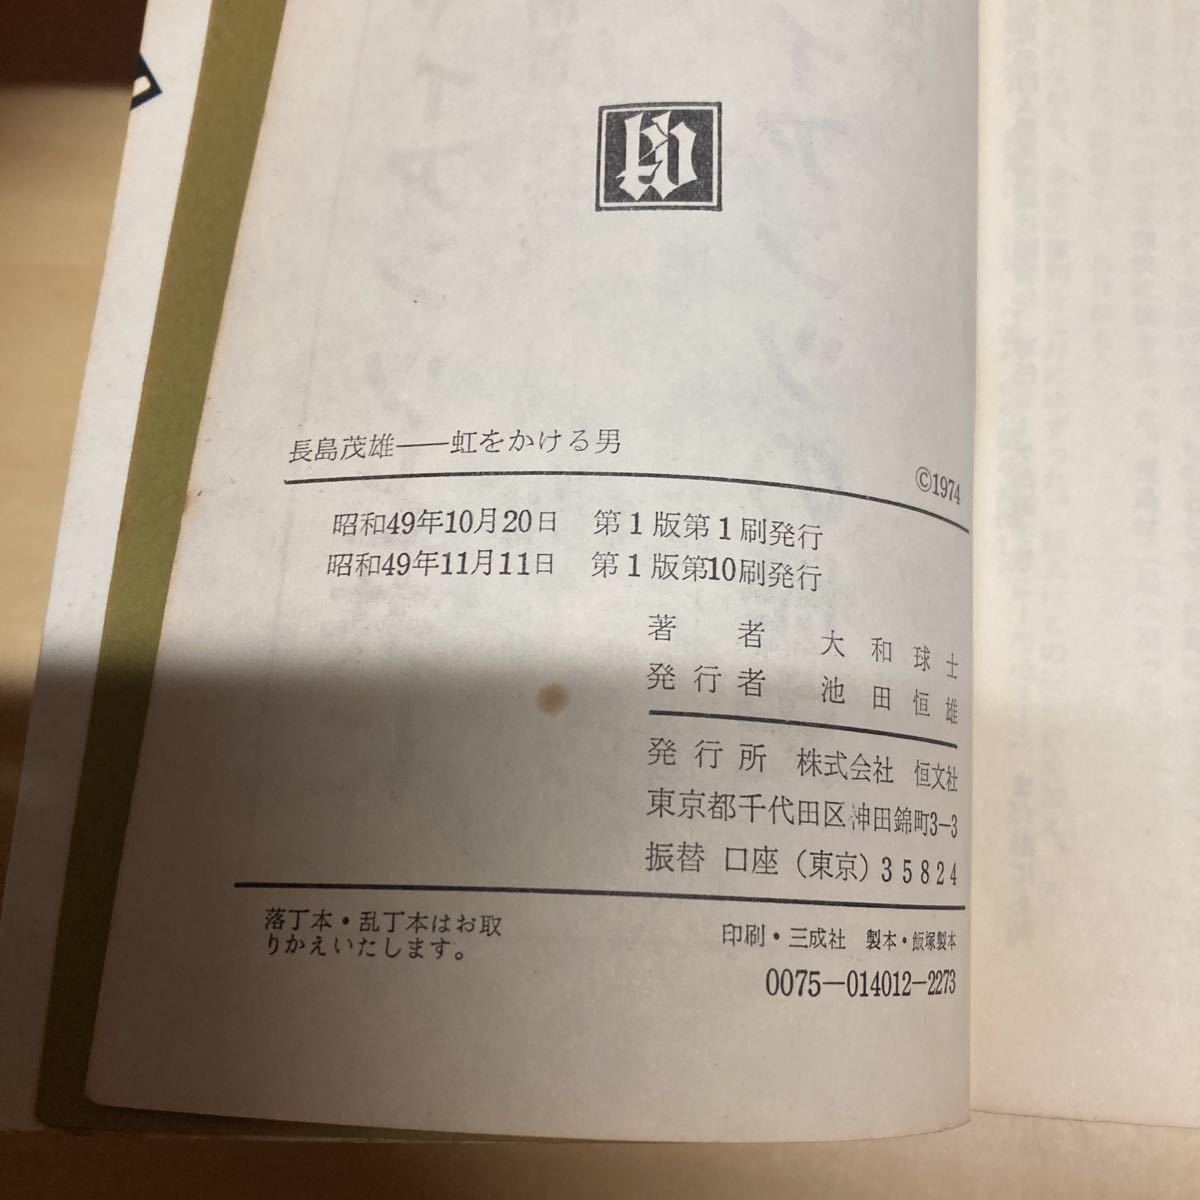 長島茂雄――虹をかける男
©1974
昭和49年10月20日 第1版第1刷発行
昭和49年11月11日 第1版第10刷発行
著者 大和球士
発行者 池田恒雄
発行所 株式会社 恒文社
東京都千代田区神田錦町3-3
振替 口座(東京)35824
落丁本・乱丁本はお取
りかえいたします。
印刷・三成社 製本・飯塚製本
0075-014012-2273